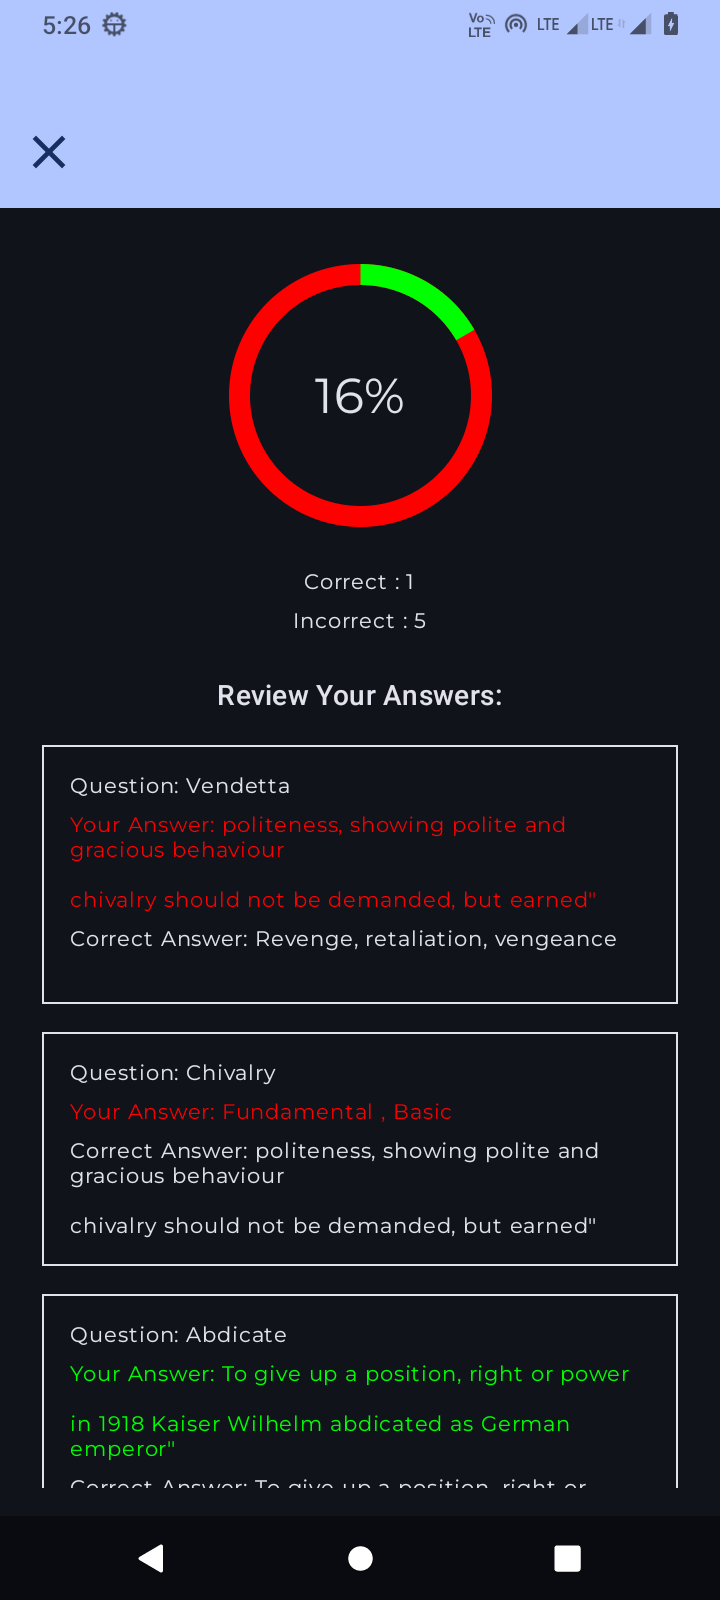 5:26
Vo
LTE
LTE
LTE
16%
Correct : 1
Incorrect : 5
Review Your Answers:
Question: Vendetta
Your Answer: politeness, showing polite and
gracious behaviour
chivalry should not be demanded, but earned"
Correct Answer: Revenge, retaliation, vengeance
Question: Chivalry
Your Answer: Fundamental , Basic
Correct Answer: politeness, showing polite and
gracious behaviour
chivalry should not be demanded, but earned"
Question: Abdicate
Your Answer: To give up a position, right or power
in 1918 Kaiser Wilhelm abdicated as German
emperor"
Correct Answer: To give up a position, right or